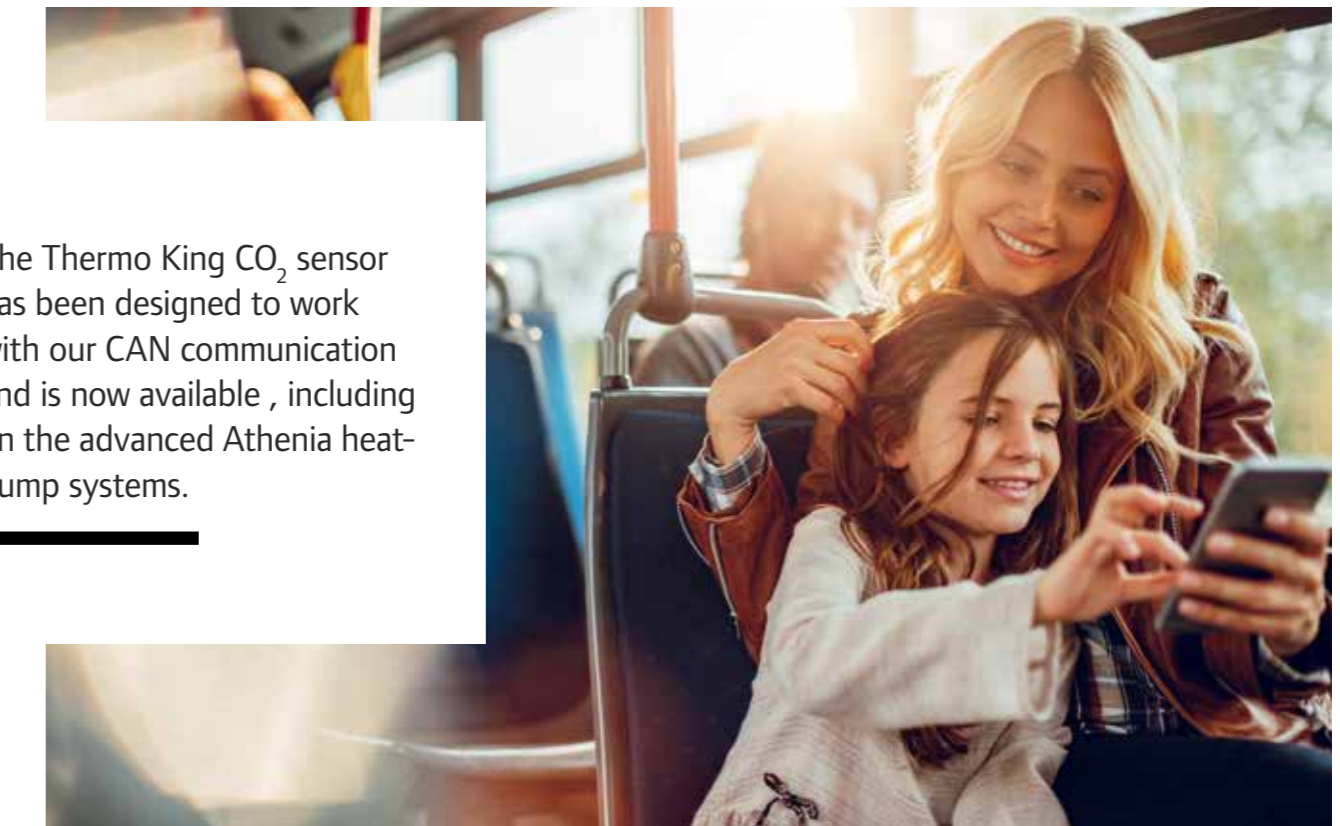 he Thermo King CO₂ sensor
as been designed to work
ith our CAN communication
nd is now available , including
n the advanced Athenia heat-
ump systems.